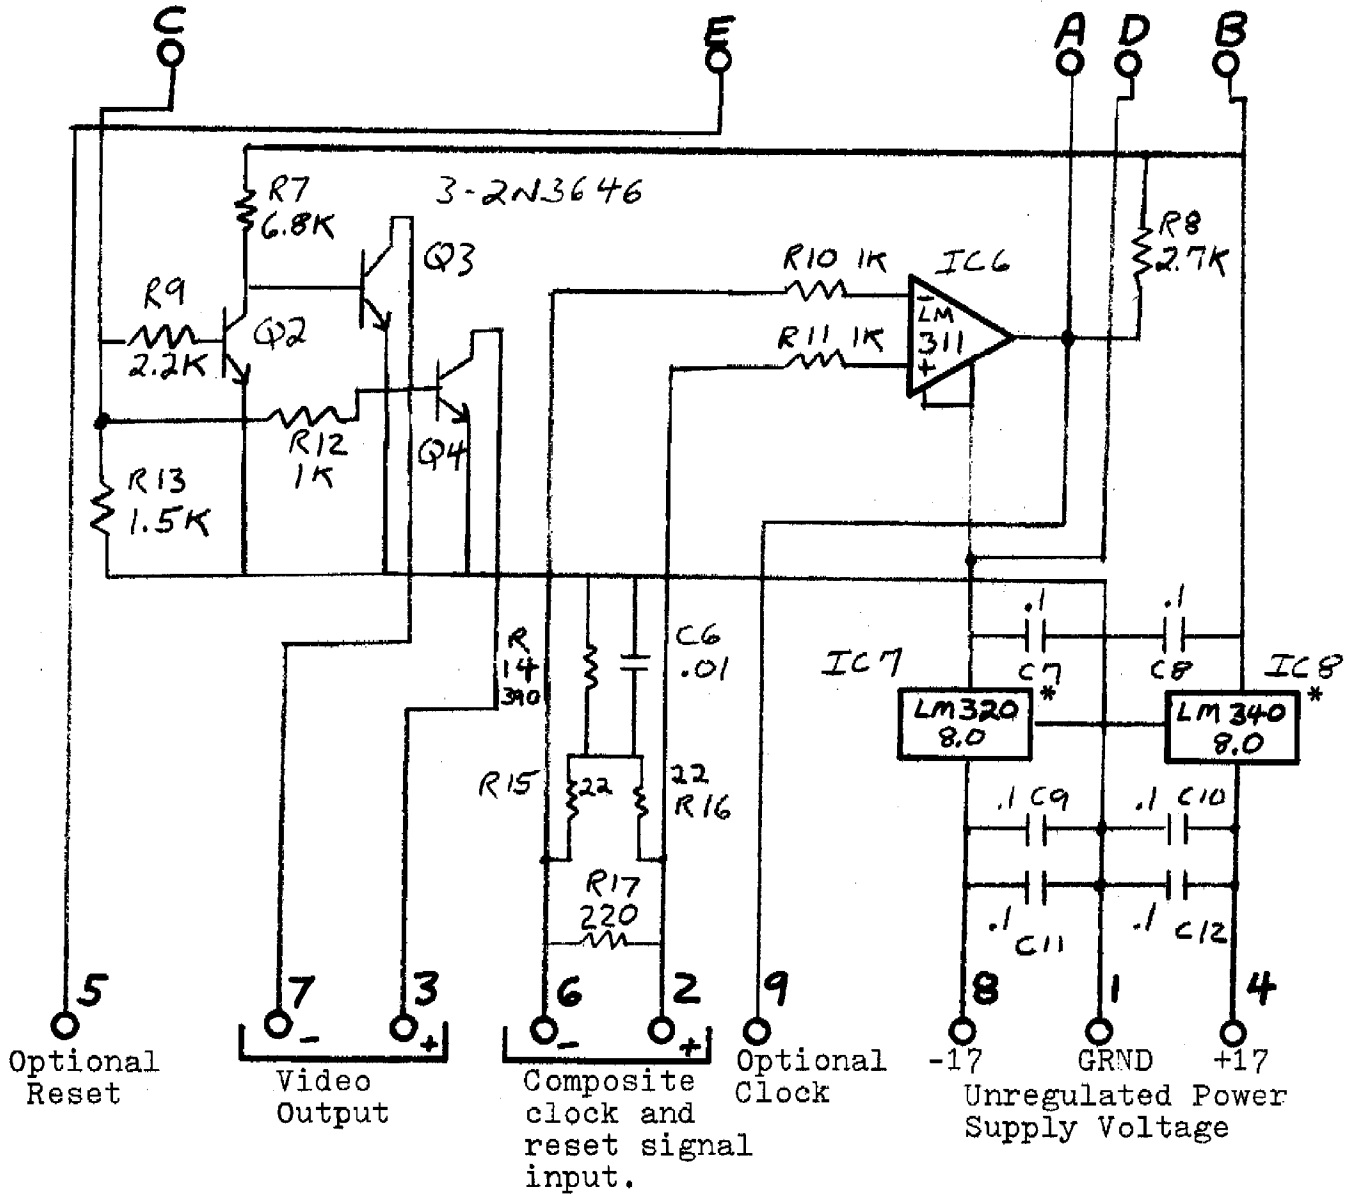 C
E
A D B
3-2N3646
R7
6.8K
Q3
R9
2.2K
Q2
R10 1K
IC6
-
LM
311
+
R11 1K
R8
2.7K
R12
1K
Q4
R13
1.5K
R
14
390
C6
.01
.1
C7
.1
C8
IC7
*
LM320
8.0
IC8
*
LM340
8.0
R15
22
22
R16
.1 C9
.1 C10
R17
220
.1
C11
.1
C12
5
7
3
6
2
9
8
1
4
-
+
-
+
Optional
Reset
Video
Output
Composite
clock and
reset signal
input.
Optional
Clock
-17
GRND
+17
Unregulated Power
Supply Voltage